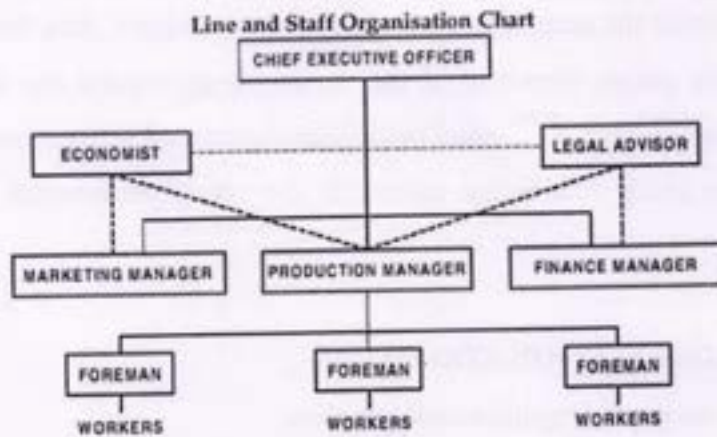 Line and Staff Organisation Chart
CHIEF EXECUTIVE OFFICER
ECONOMIST
LEGAL ADVISOR
MARKETING MANAGER
PRODUCTION MANAGER
FINANCE MANAGER
FOREMAN
FOREMAN
FOREMAN
WORKERS
WORKERS
WORKERS